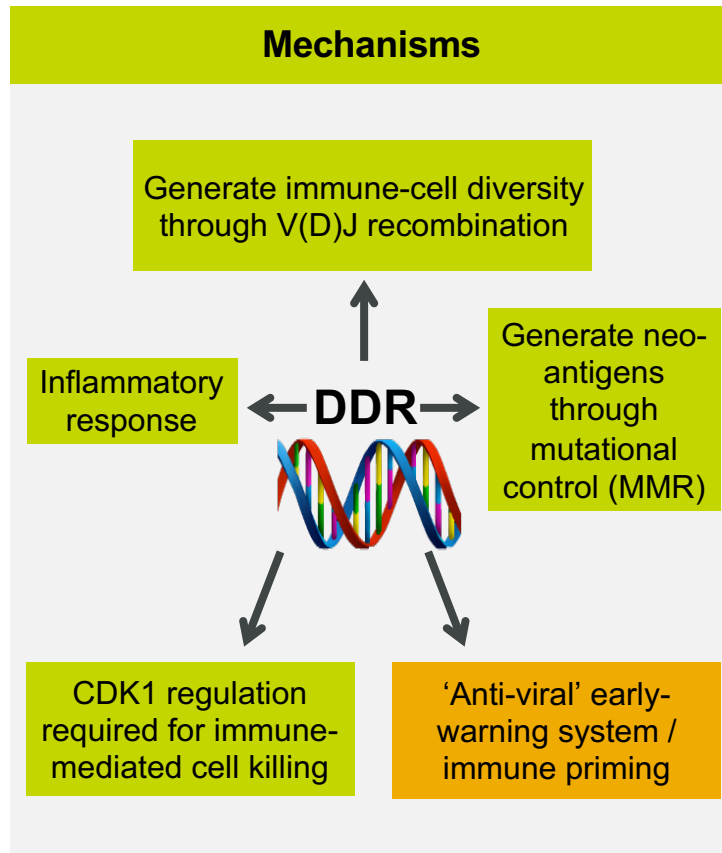 Mechanisms
Generate immune-cell diversity
through V(D)J recombination
Inflammatory
response
DDR
Generate neo-
antigens
through
mutational
control (MMR)
CDK1 regulation
required for immune-
mediated cell killing
‘Anti-viral’ early-
warning system /
immune priming